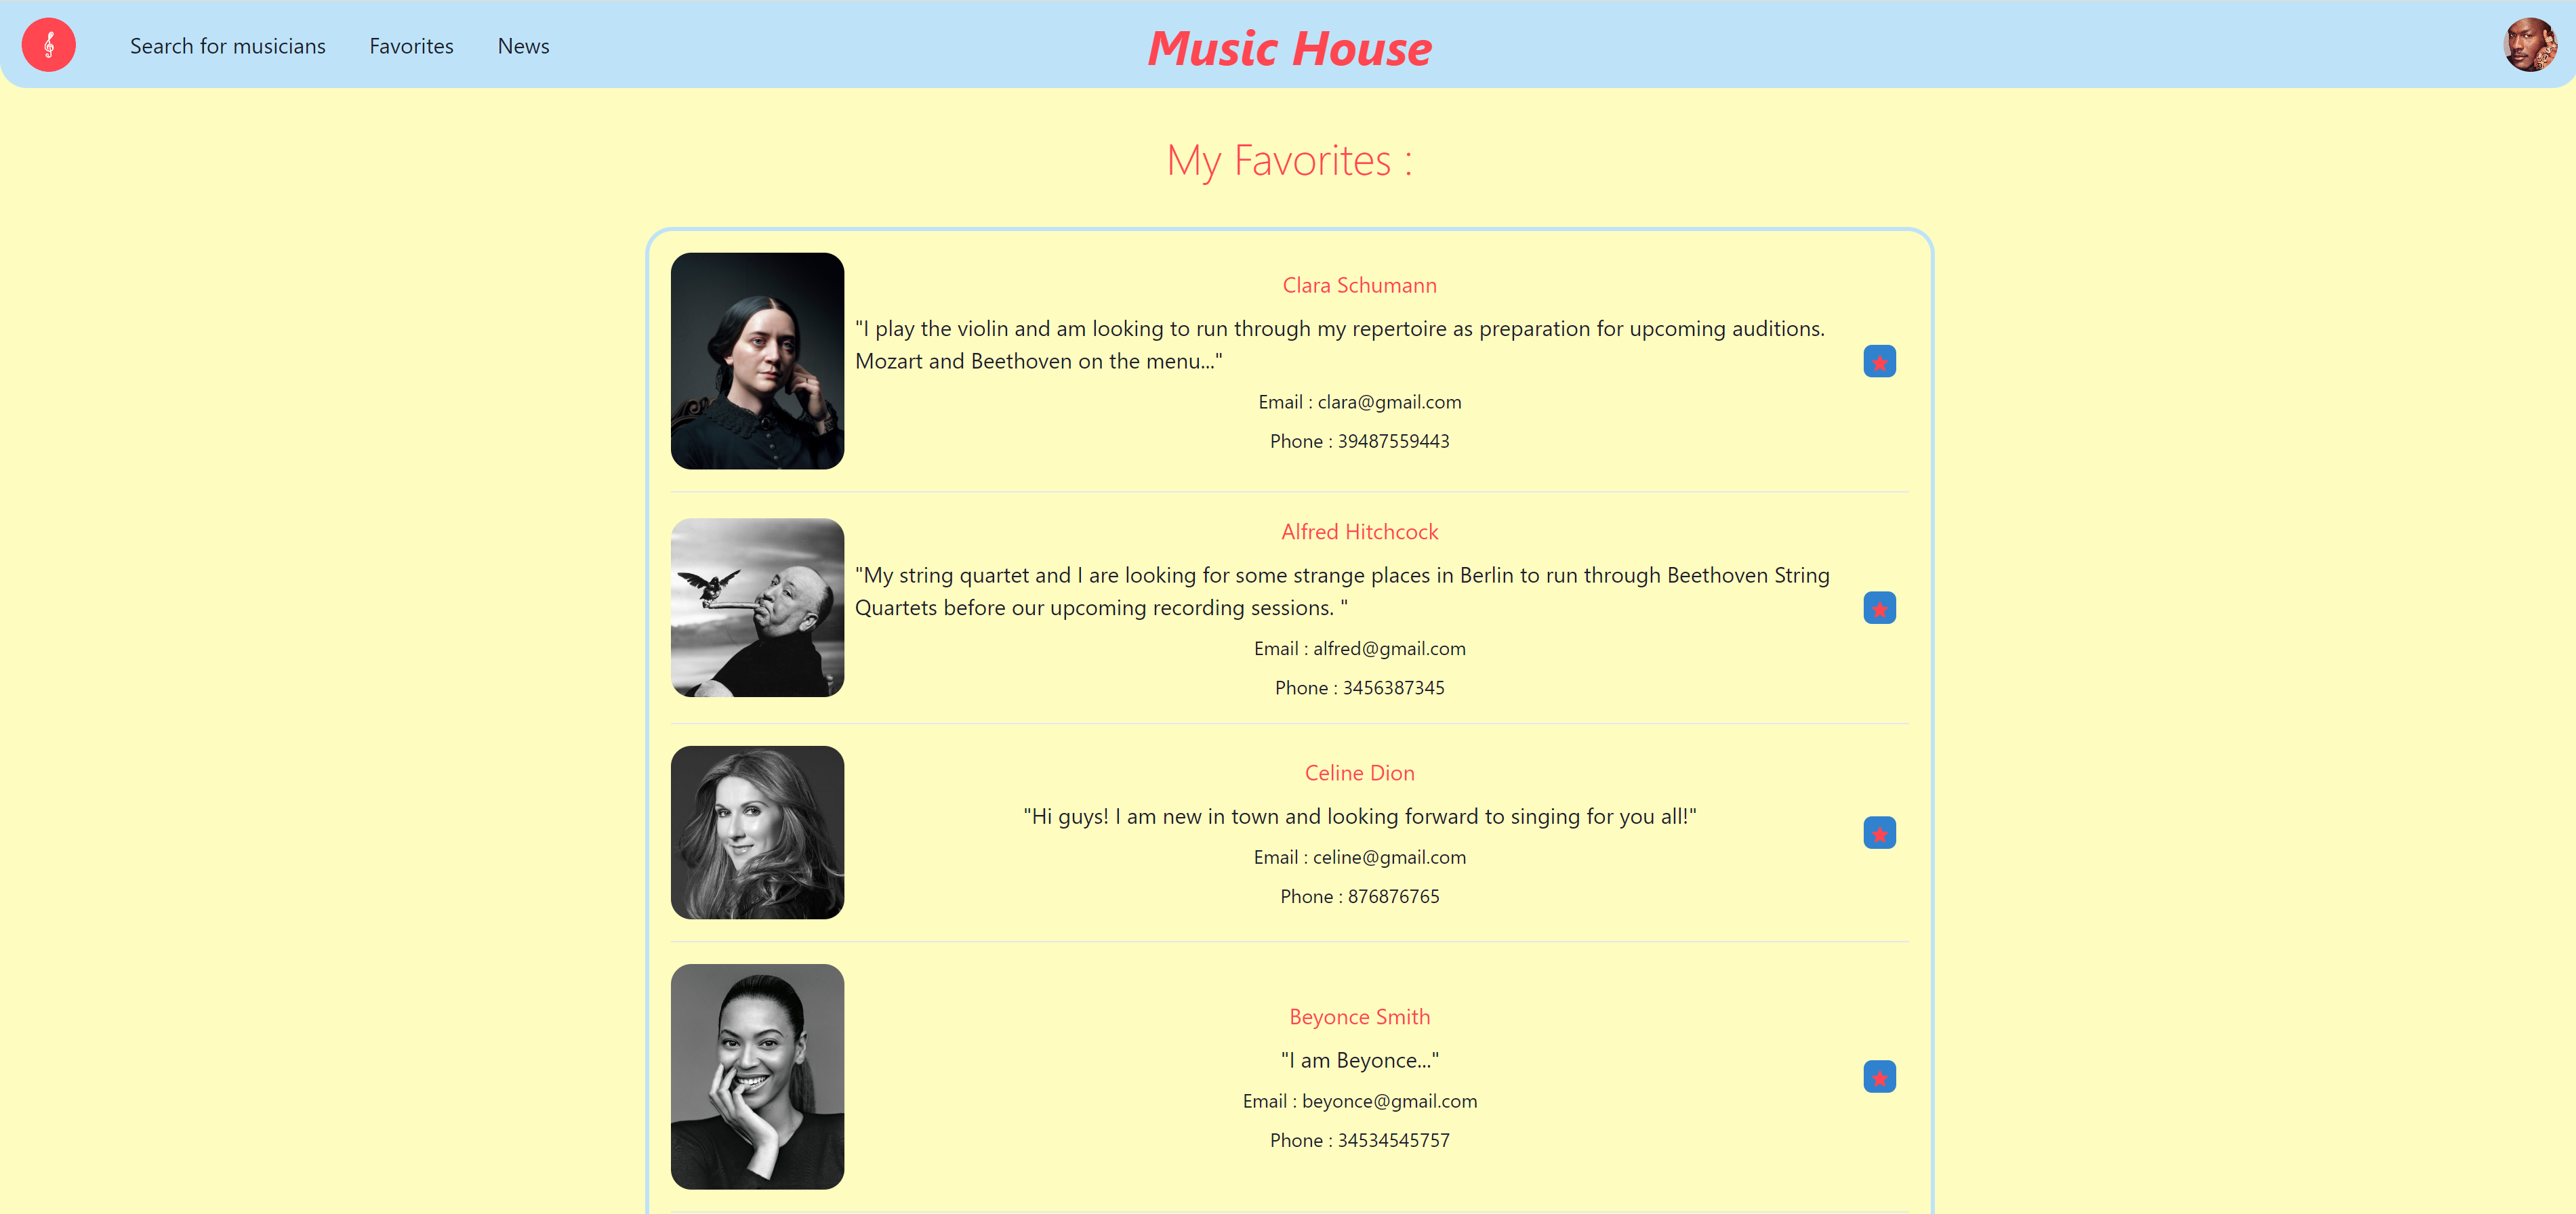 Search for musicians
Favorites
News
Music House
My Favorites :
Clara Schumann
"I play the violin and am looking to run through my repertoire as preparation for upcoming auditions.
Mozart and Beethoven on the menu..."
Email : clara@gmail.com
Phone : 39487559443
Alfred Hitchcock
"My string quartet and I are looking for some strange places in Berlin to run through Beethoven String
Quartets before our upcoming recording sessions. "
Email : alfred@gmail.com
Phone : 3456387345
Celine Dion
"Hi guys! I am new in town and looking forward to singing for you all!"
Email : celine@gmail.com
Phone : 876876765
Beyonce Smith
"I am Beyonce..."
Email : beyonce@gmail.com
Phone : 34534545757